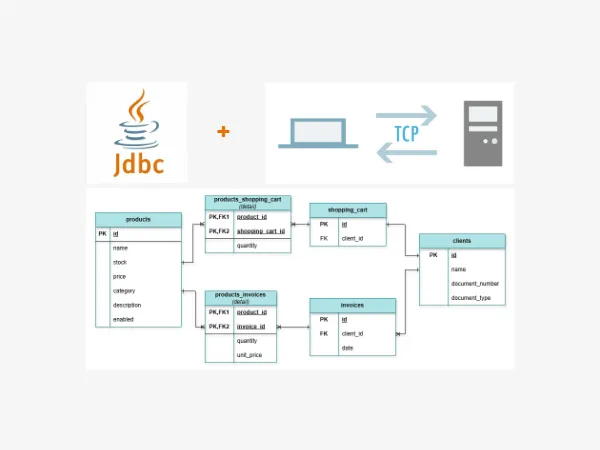 Jdbc
+
TCP
products
PK id
name
stock
price
category
description
enabled
products_shopping_cart
(detail)
PK,FK1 product_id
PK,FK2 shopping_cart_id
quantity
shopping_cart
PK id
FK client_id
clients
PK id
name
document_number
document_type
products_invoices
(detail)
PK,FK1 product_id
PK,FK2 invoice_id
quantity
unit_price
invoices
PK id
FK client_id
date